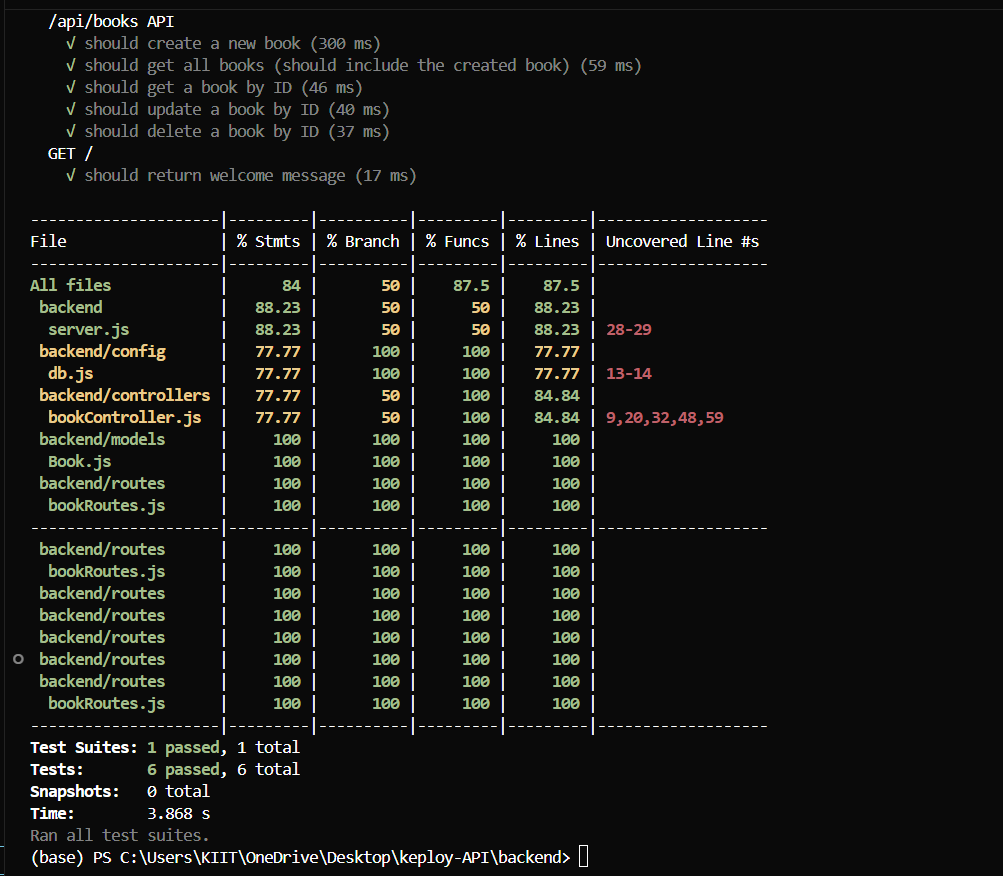 /api/books API
√ should create a new book (300 ms)
√ should get all books (should include the created book) (59 ms)
√ should get a book by ID (46 ms)
√ should update a book by ID (40 ms)
√ should delete a book by ID (37 ms)
GET /
√ should return welcome message (17 ms)
---------------------|---------|----------|---------|---------|-------------------
File                 | % Stmts | % Branch | % Funcs | % Lines | Uncovered Line #s
---------------------|---------|----------|---------|---------|-------------------
All files            |      84 |       50 |    87.5 |    87.5 |
 backend             |   88.23 |       50 |      50 |   88.23 |
  server.js          |   88.23 |       50 |      50 |   88.23 | 28-29
 backend/config      |   77.77 |      100 |     100 |   77.77 |
  db.js              |   77.77 |      100 |     100 |   77.77 | 13-14
 backend/controllers |   77.77 |       50 |     100 |   84.84 |
  bookController.js  |   77.77 |       50 |     100 |   84.84 | 9,20,32,48,59
 backend/models      |     100 |      100 |     100 |     100 |
  Book.js            |     100 |      100 |     100 |     100 |
 backend/routes      |     100 |      100 |     100 |     100 |
  bookRoutes.js      |     100 |      100 |     100 |     100 |
---------------------|---------|----------|---------|---------|-------------------
 backend/routes      |     100 |      100 |     100 |     100 |
  bookRoutes.js      |     100 |      100 |     100 |     100 |
 backend/routes      |     100 |      100 |     100 |     100 |
 backend/routes      |     100 |      100 |     100 |     100 |
 backend/routes      |     100 |      100 |     100 |     100 |
 backend/routes      |     100 |      100 |     100 |     100 |
 backend/routes      |     100 |      100 |     100 |     100 |
  bookRoutes.js      |     100 |      100 |     100 |     100 |
---------------------|---------|----------|---------|---------|-------------------
Test Suites: 1 passed, 1 total
Tests:       6 passed, 6 total
Snapshots:   0 total
Time:        3.868 s
Ran all test suites.
(base) PS C:\Users\KIIT\OneDrive\Desktop\keploy-API\backend>